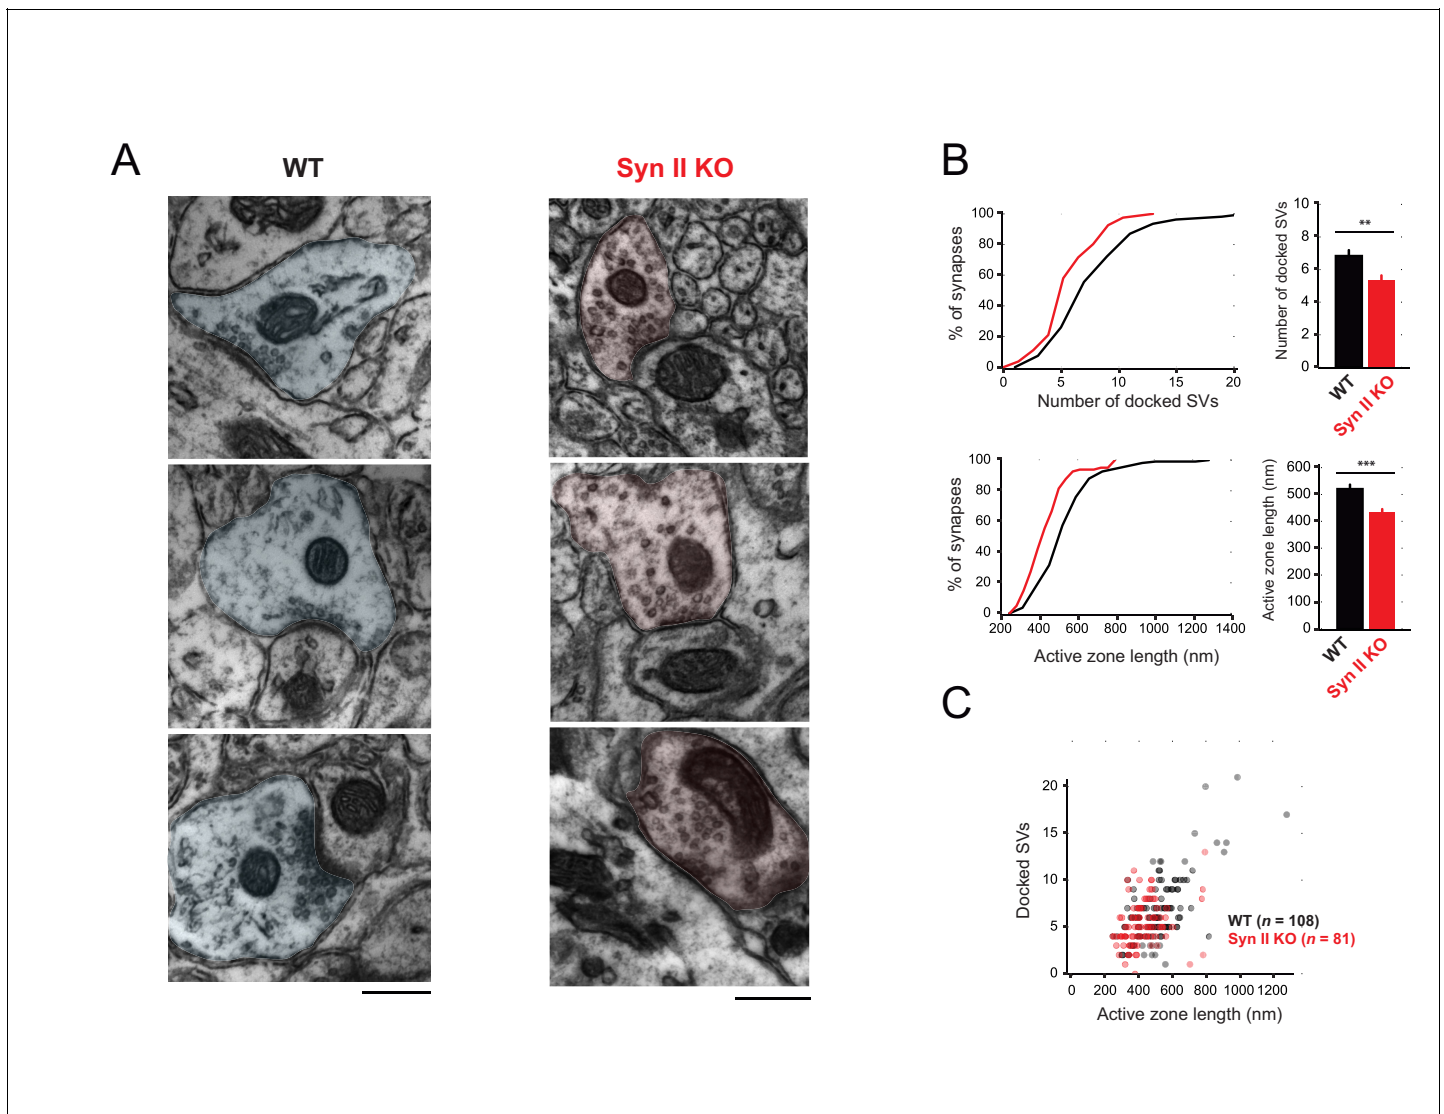 A
WT
Syn II KO
B
% of synapses
100
80
60
40
20
0
0 5 10 15 20
Number of docked SVs
Number of docked SVs
10
8
6
4
2
0
**
WT
Syn II KO
% of synapses
100
80
60
40
20
0
200 400 600 800 1000 1200 1400
Active zone length (nm)
Active zone length (nm)
600
500
400
300
200
100
0
***
WT
Syn II KO
C
Docked SVs
20
15
10
5
0
WT (n = 108)
Syn II KO (n = 81)
0 200 400 600 800 1000 1200
Active zone length (nm)